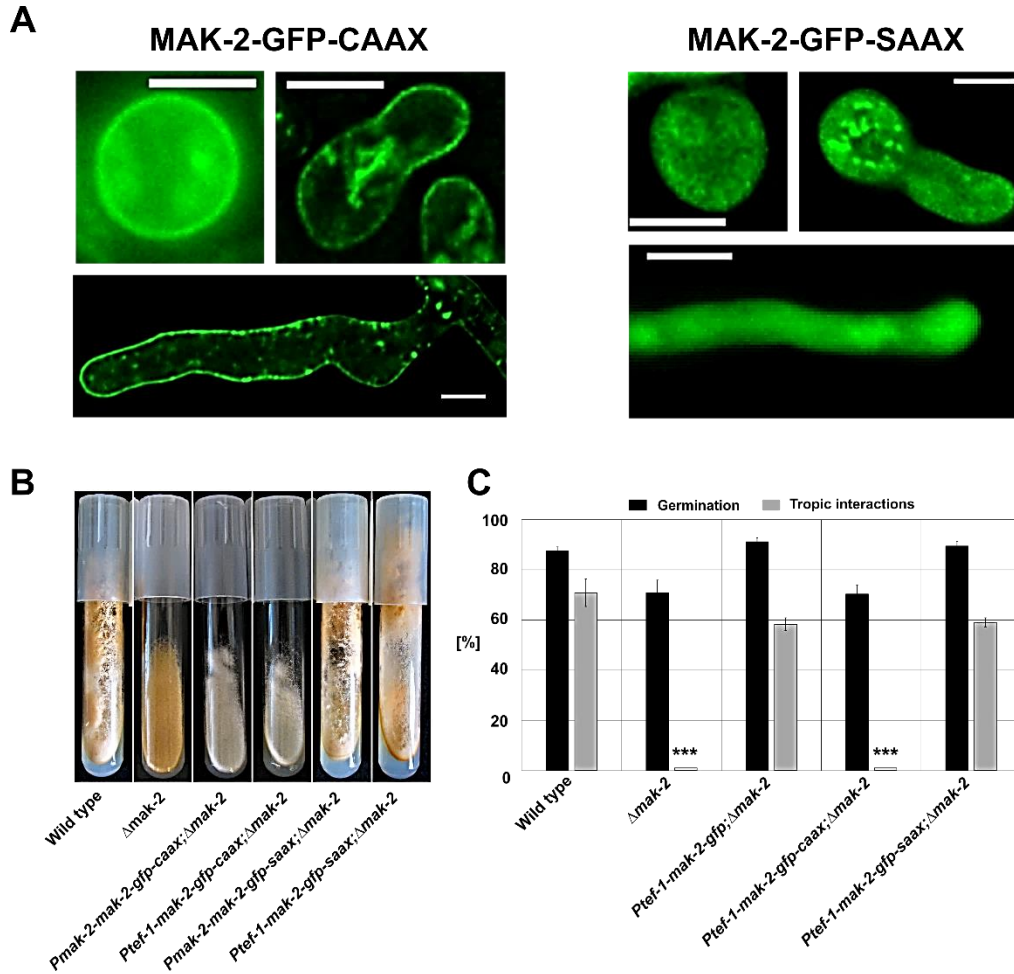 A
MAK-2-GFP-CAAX
MAK-2-GFP-SAAX
B
Wild type
Δmak-2
Pmak-2-mak-2-gfp-caax;Δmak-2
Ptef-1-mak-2-gfp-caax;Δmak-2
Pmak-2-mak-2-gfp-saax;Δmak-2
Ptef-1-mak-2-gfp-saax;Δmak-2
C
Germination
Tropic interactions
100
80
60
[%]
40
20
0
***
***
Wild type
Δmak-2
Ptef-1-mak-2-gfp;Δmak-2
Ptef-1-mak-2-gfp-caax;Δmak-2
Ptef-1-mak-2-gfp-saax;Δmak-2